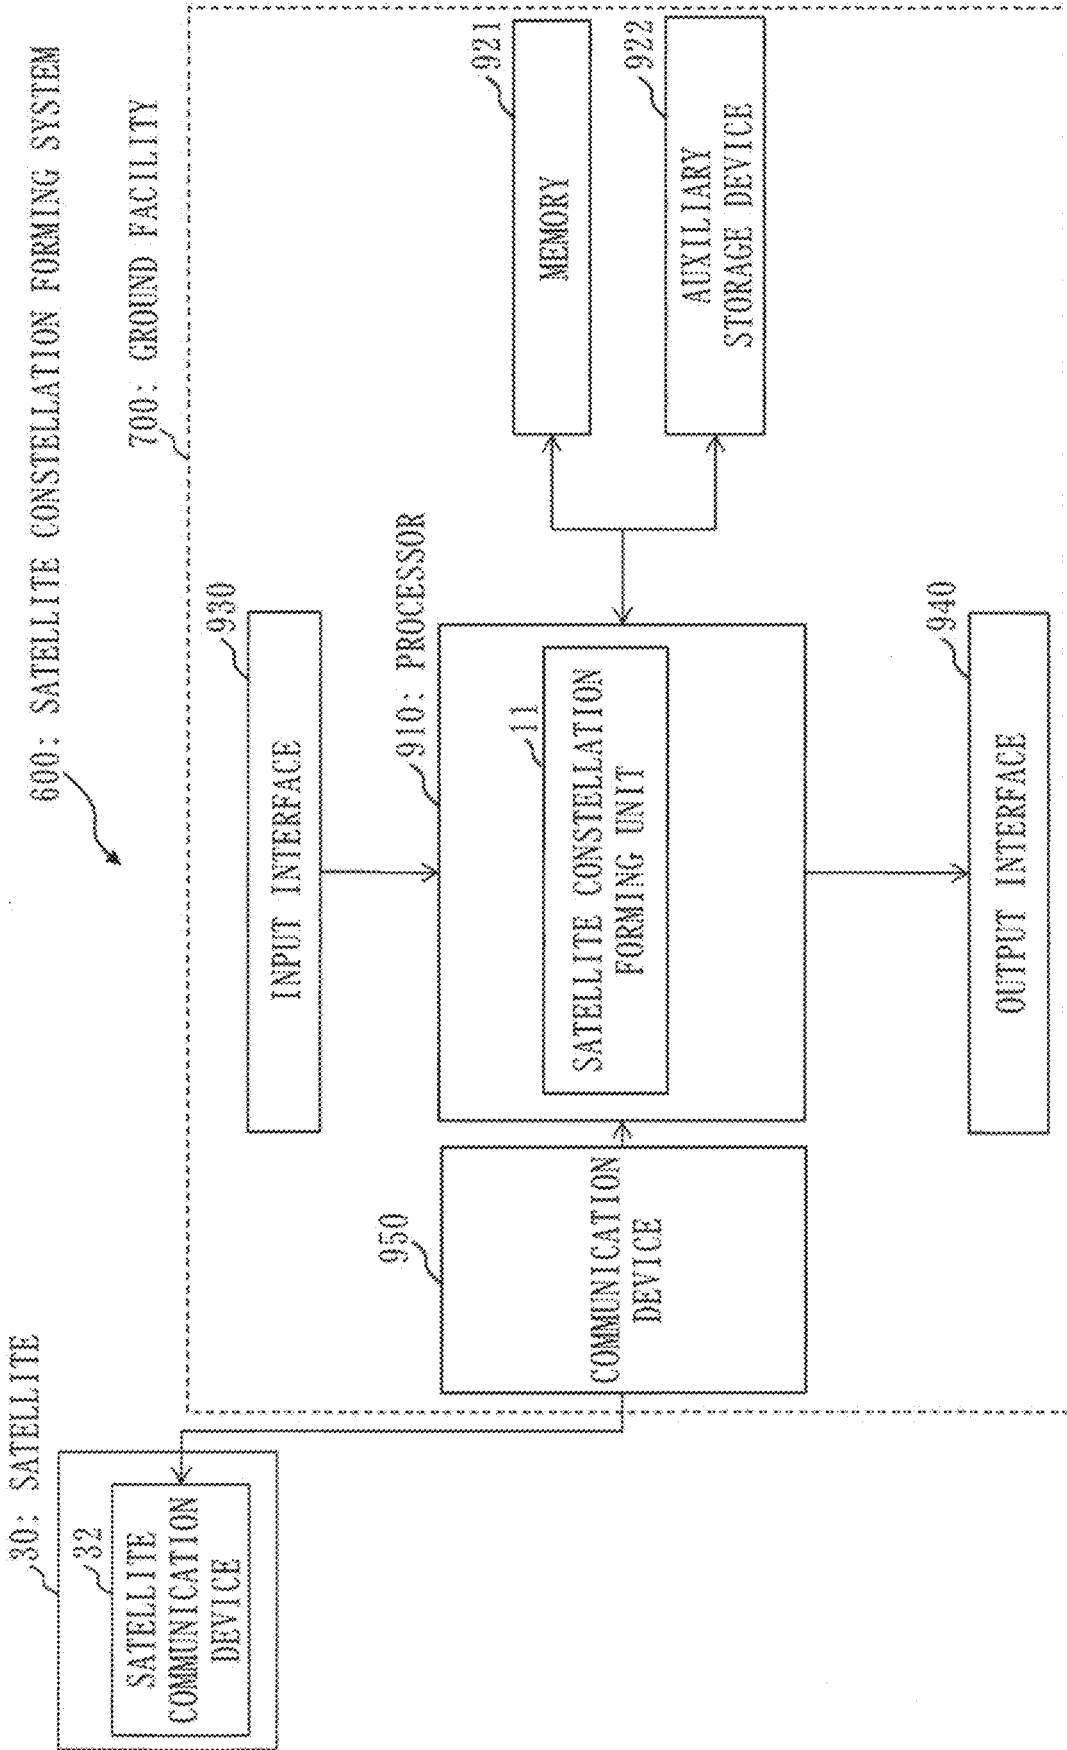 600: SATELLITE CONSTELLATION FORMING SYSTEM
30: SATELLITE
32
SATELLITE
COMMUNICATION
DEVICE
700: GROUND FACILITY
930
INPUT INTERFACE
950
COMMUNICATION
DEVICE
910: PROCESSOR
11
SATELLITE CONSTELLATION
FORMING UNIT
921
MEMORY
922
AUXILIARY
STORAGE DEVICE
940
OUTPUT INTERFACE